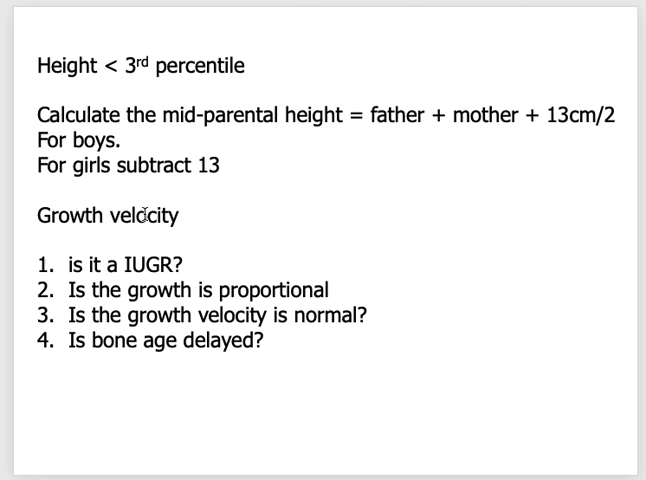 Height < 3rd percentile
Calculate the mid-parental height = father + mother + 13cm/2
For boys.
For girls subtract 13
Growth velocity
1. is it a IUGR?
2. Is the growth is proportional
3. Is the growth velocity is normal?
4. Is bone age delayed?